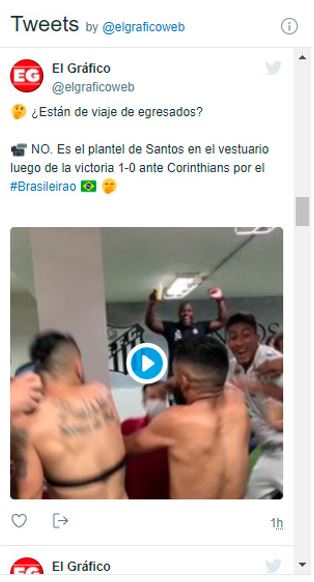 Tweets by @elgraficoweb
EG El Gráfico
@elgraficoweb
🤔 ¿Están de viaje de egresados?
📹 NO. Es el plantel de Santos en el vestuario
luego de la victoria 1-0 ante Corinthians por el
#Brasileirao 🇧🇷 🤭
1h
EG El Gráfico